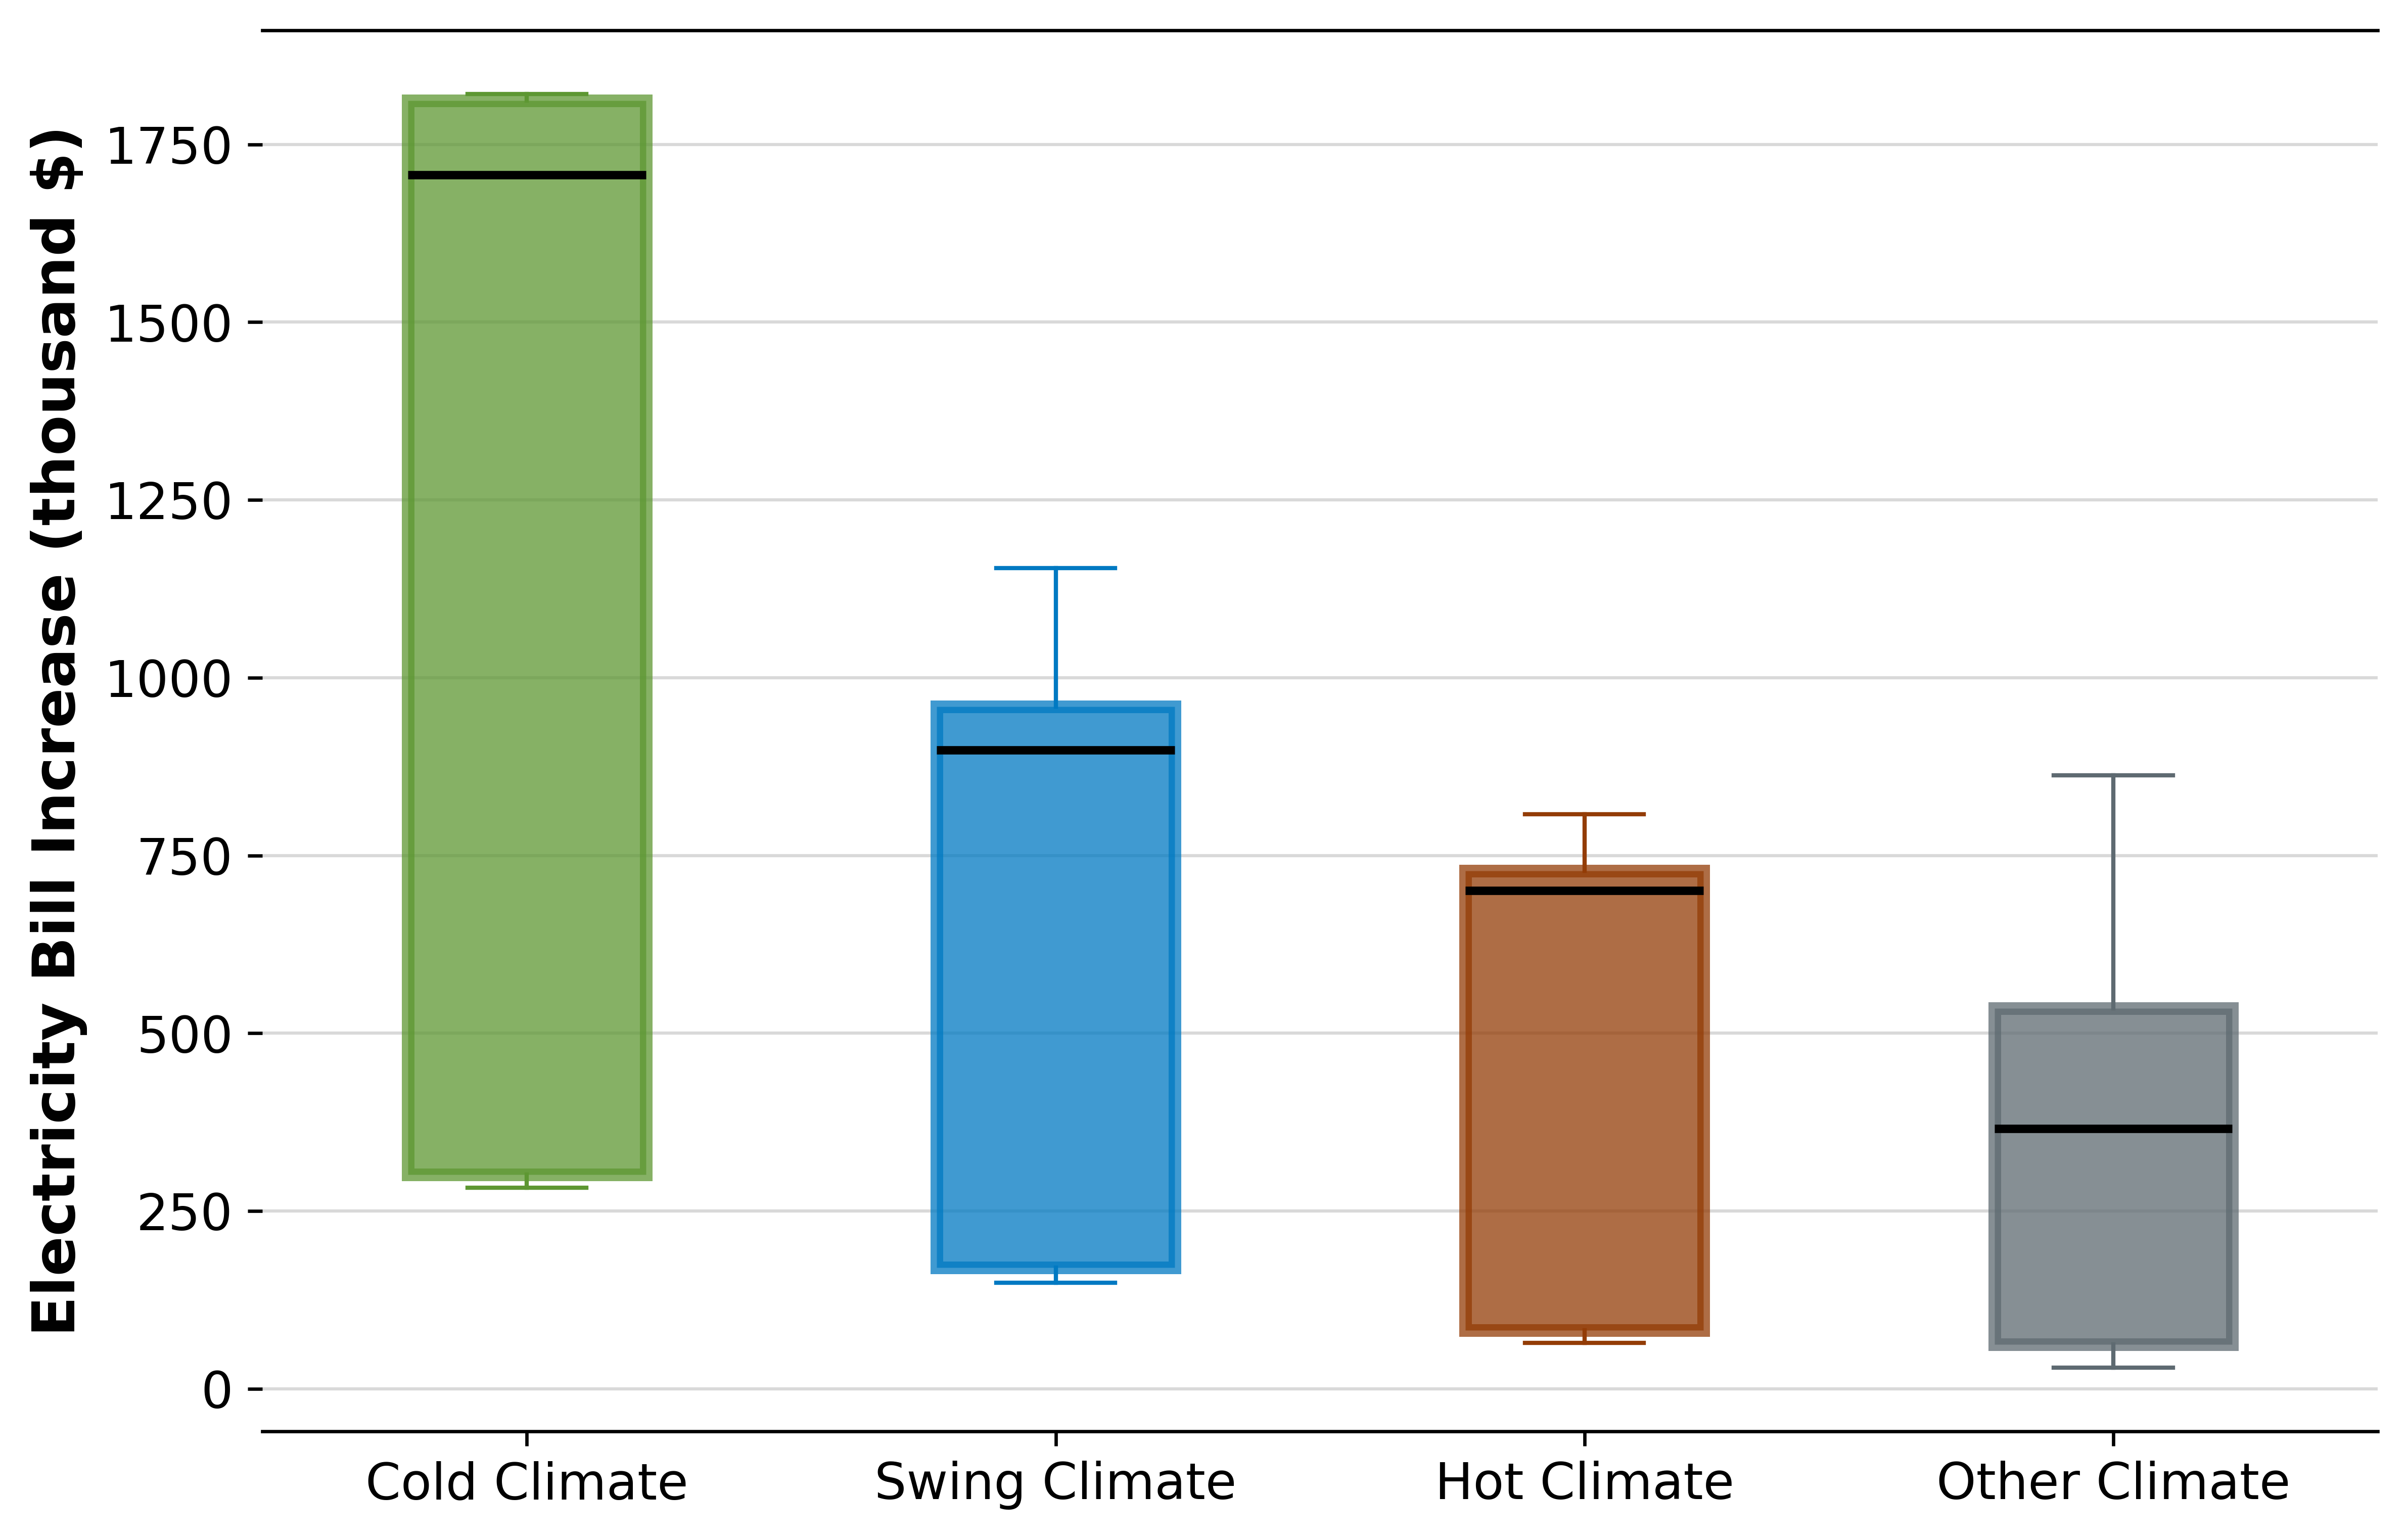 Electricity Bill Increase (thousand $)
1750
1500
1250
1000
750
500
250
0
Cold Climate
Swing Climate
Hot Climate
Other Climate